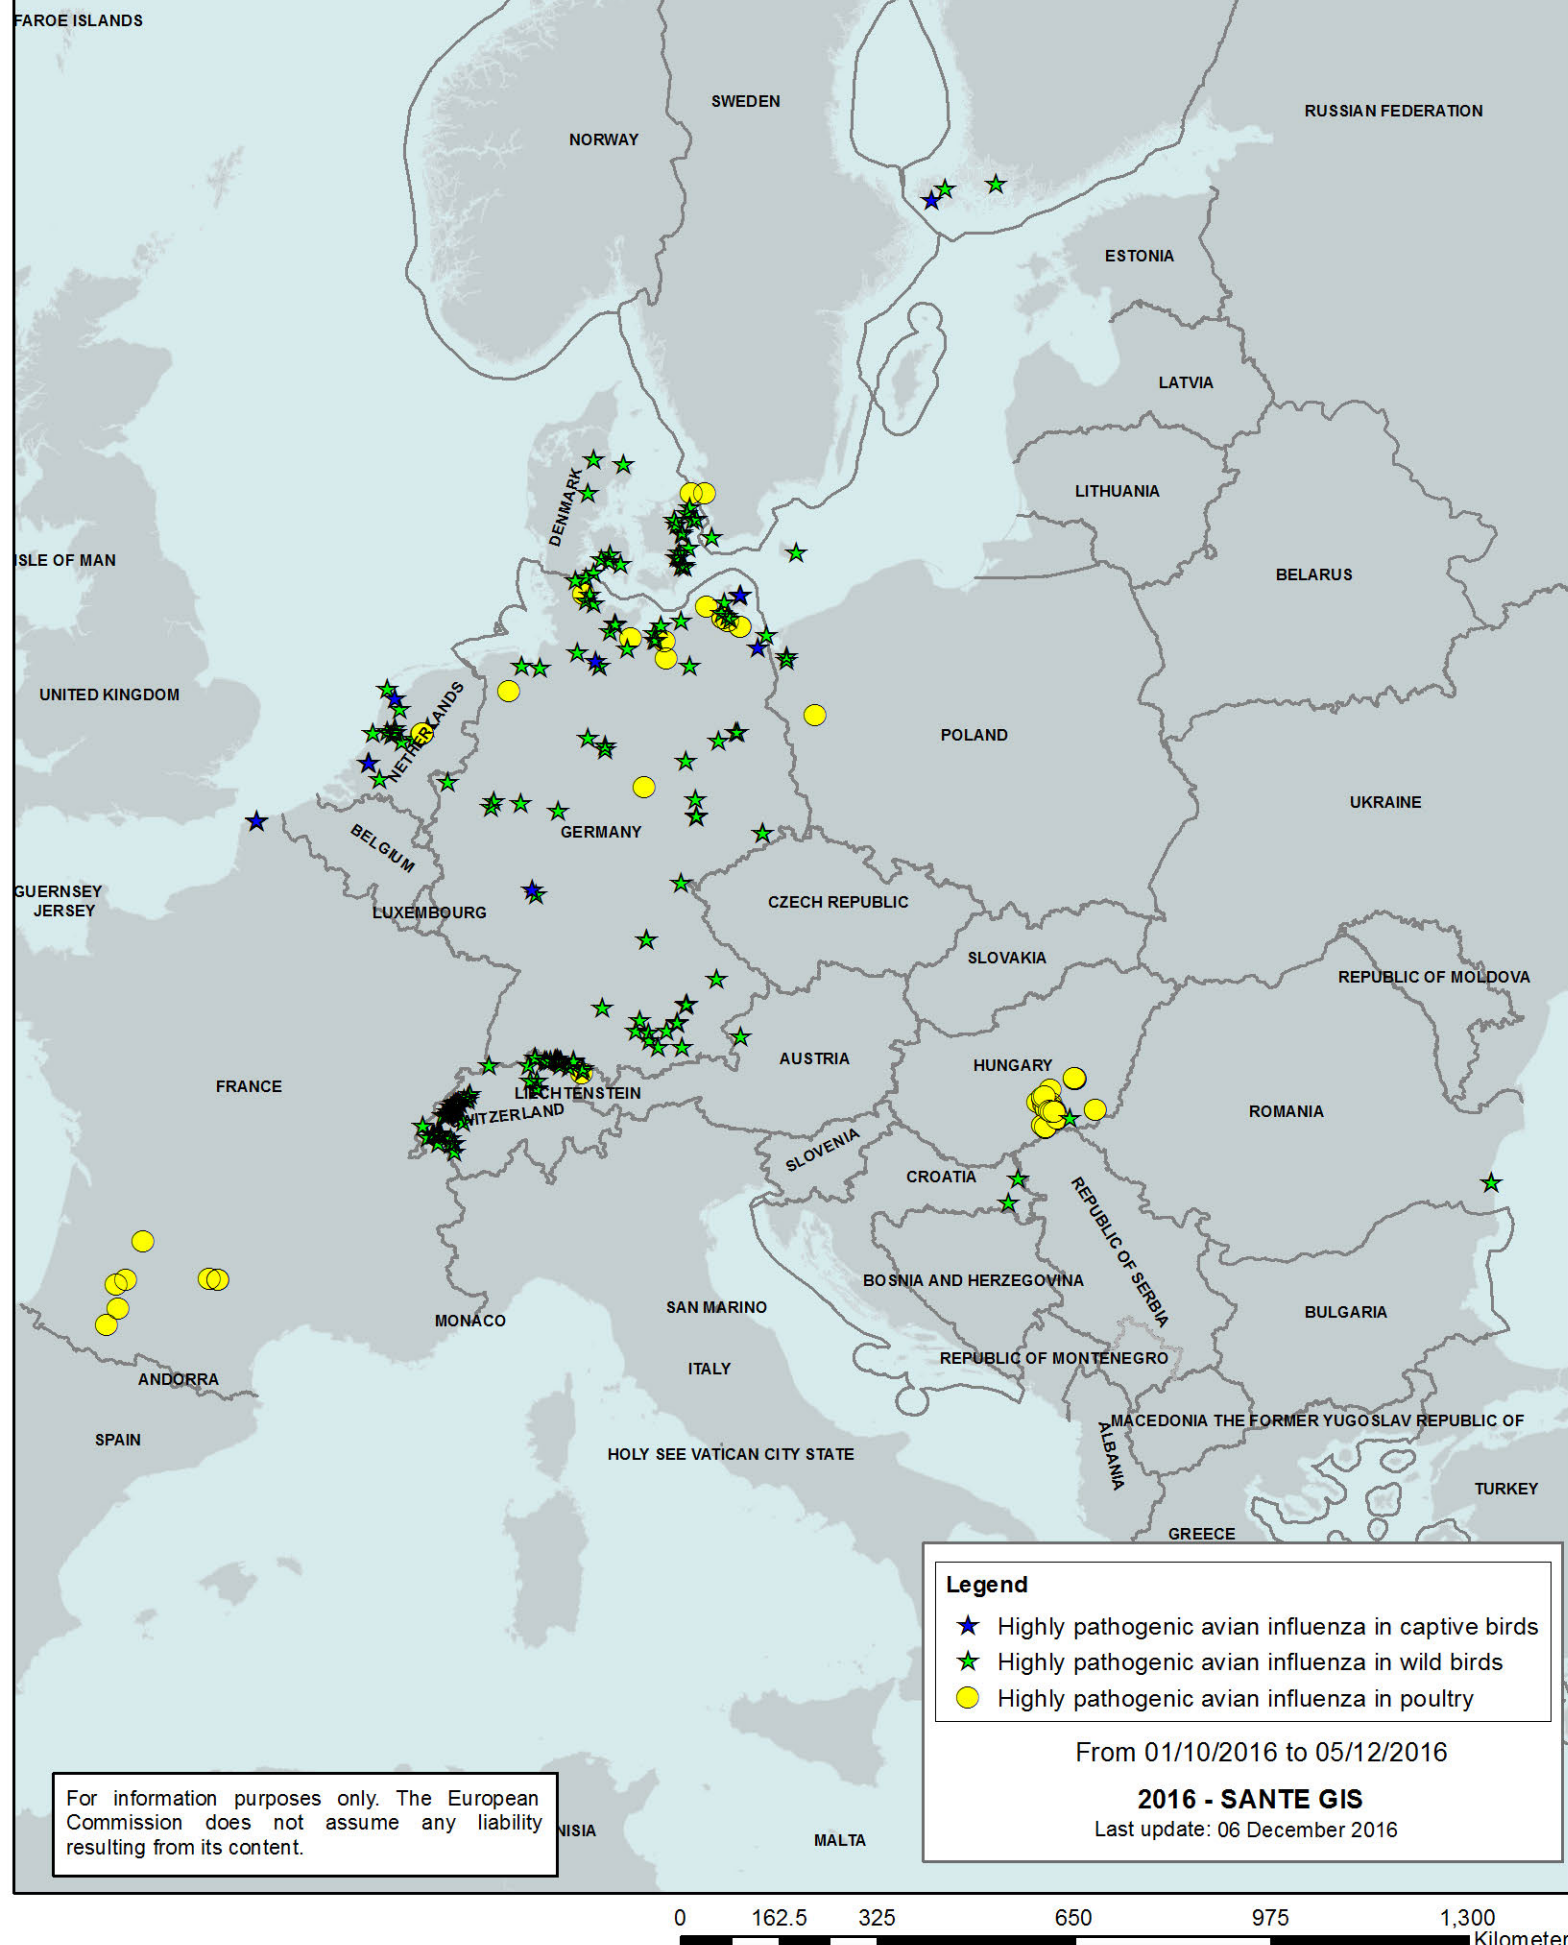 FAROE ISLANDS
SWEDEN
RUSSIAN FEDERATION
NORWAY
ESTONIA
LATVIA
DENMARK
LITHUANIA
ISLE OF MAN
BELARUS
UNITED KINGDOM
NETHERLANDS
POLAND
UKRAINE
GERMANY
BELGIUM
GUERNSEY
JERSEY
LUXEMBOURG
CZECH REPUBLIC
SLOVAKIA
REPUBLIC OF MOLDOVA
AUSTRIA
HUNGARY
FRANCE
LIECHTENSTEIN
WITZERLAND
ROMANIA
SLOVENIA
CROATIA
REPUBLIC OF SERBIA
BOSNIA AND HERZEGOVINA
SAN MARINO
BULGARIA
MONACO
REPUBLIC OF MONTENEGRO
ITALY
ANDORRA
MACEDONIA THE FORMER YUGOSLAV REPUBLIC OF
SPAIN
ALBANIA
HOLY SEE VATICAN CITY STATE
TURKEY
GREECE
Legend
Highly pathogenic avian influenza in captive birds
Highly pathogenic avian influenza in wild birds
Highly pathogenic avian influenza in poultry
From 01/10/2016 to 05/12/2016
2016 - SANTE GIS
Last update: 06 December 2016
For information purposes only. The European
Commission does not assume any liability
resulting from its content.
NISIA
MALTA
0 162.5 325 650 975 1,300
Kilometer